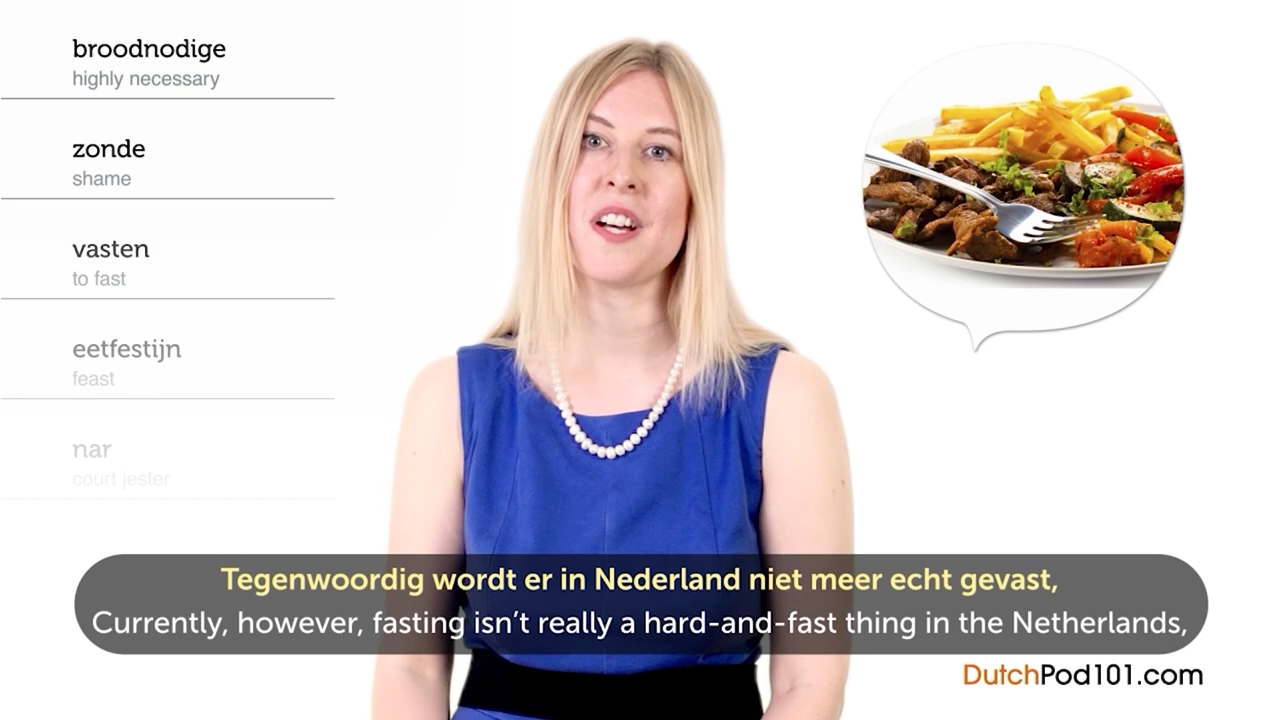 broodnodige
highly necessary
zonde
shame
vasten
to fast
eetfestijn
feast
nar
court jester
Tegenwoordig wordt er in Nederland niet meer echt gevast,
Currently, however, fasting isn't really a hard-and-fast thing in the Netherlands,
DutchPod101.com